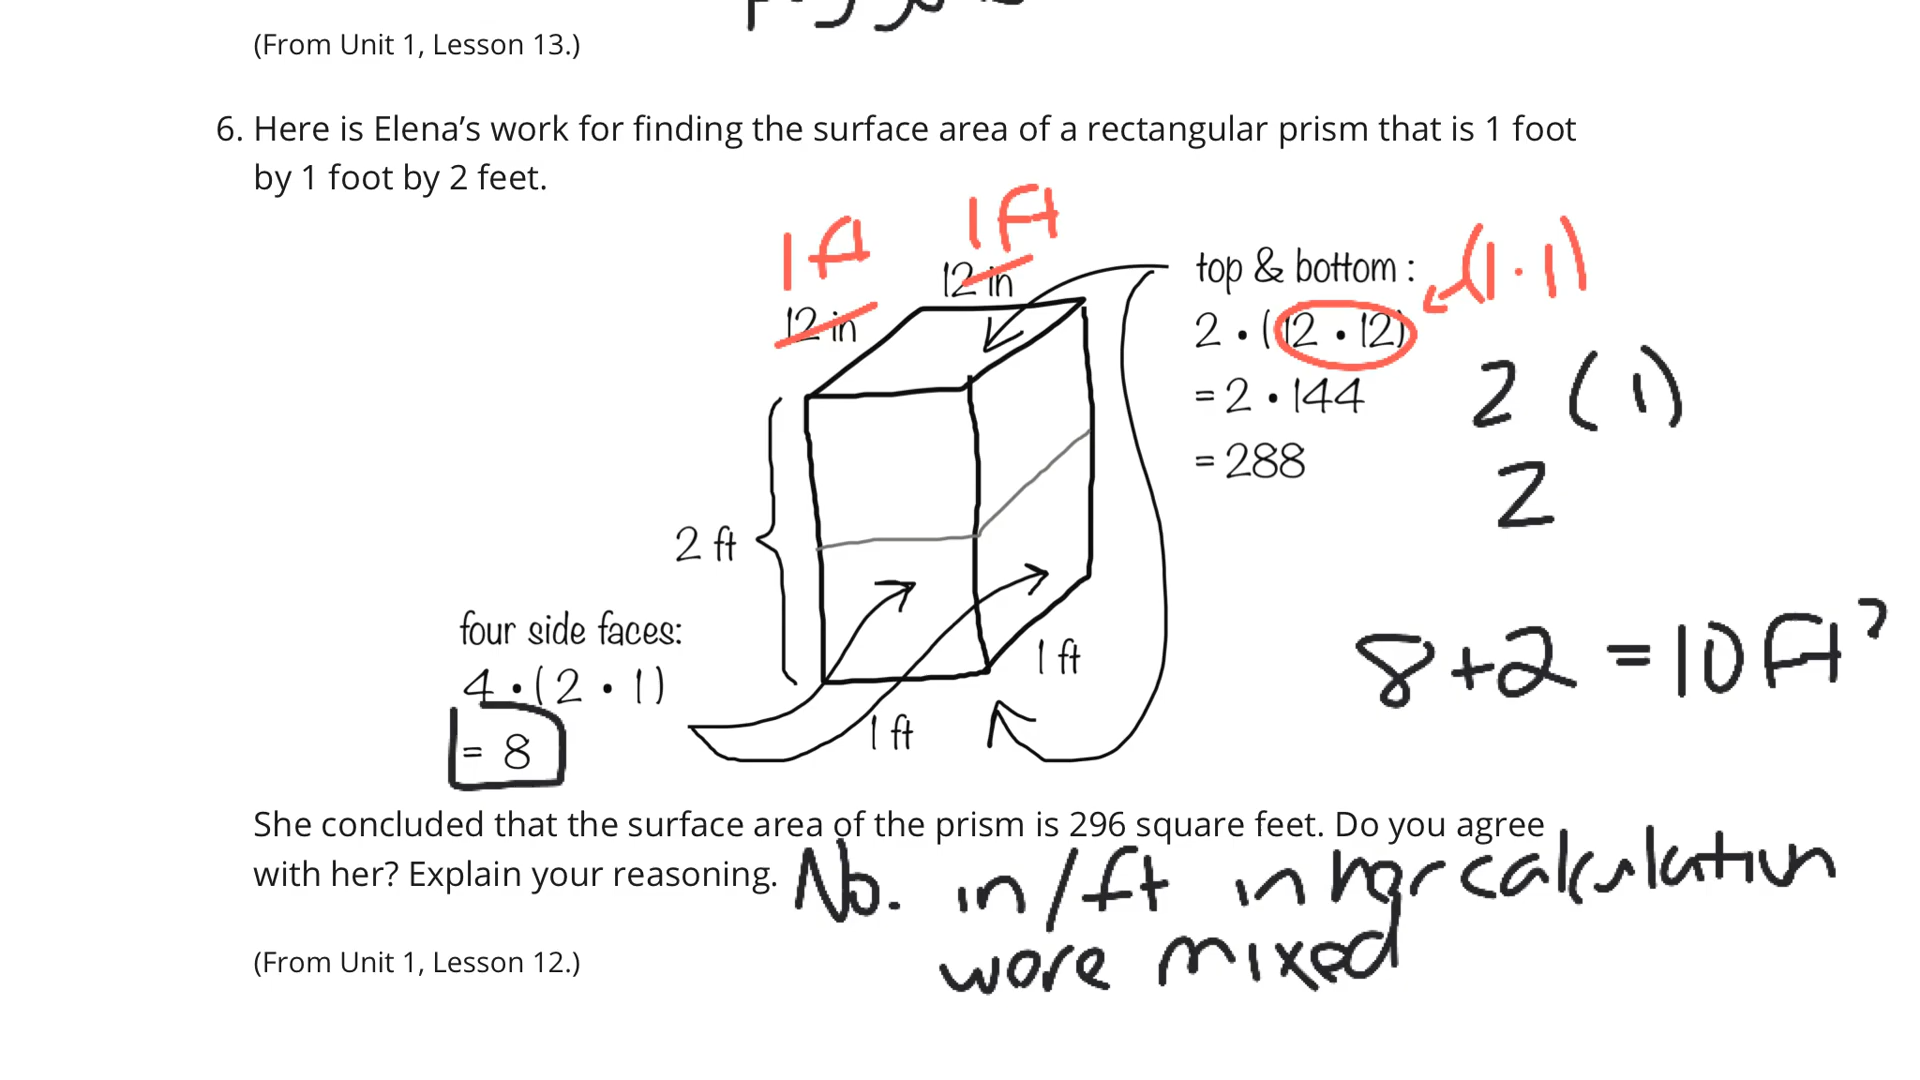 (From Unit 1, Lesson 13.)
6. Here is Elena’s work for finding the surface area of a rectangular prism that is 1 foot
by 1 foot by 2 feet.
1ft
1ft
12 in
12 in
top & bottom :
(1 · 1)
2 • (12 • 12)
= 2 • 144
= 288
2 (1)
2
2 ft
four side faces:
4 • (2 • 1)
= 8
1 ft
1 ft
8+2 = 10 Ft²
She concluded that the surface area of the prism is 296 square feet. Do you agree
with her? Explain your reasoning.
No. in/ft in her calculation
wore mixed
(From Unit 1, Lesson 12.)